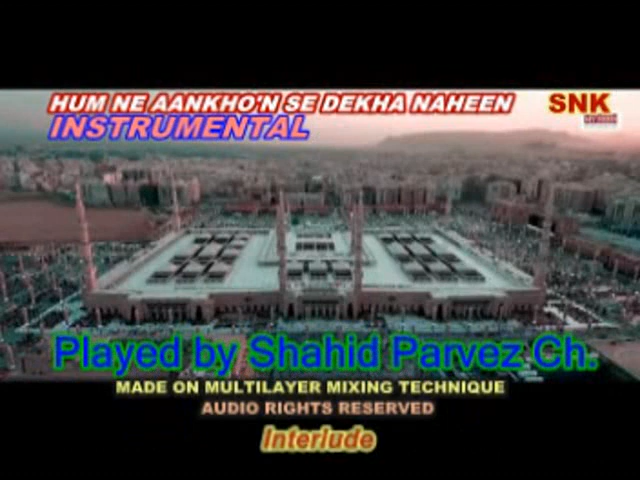 HUM NE AANKHO'N SE DEKHA NAHEEN
SNK
INSTRUMENTAL
Played by Shahid Parvez Ch.
MADE ON MULTILAYER MIXING TECHNIQUE
AUDIO RIGHTS RESERVED
Interlude